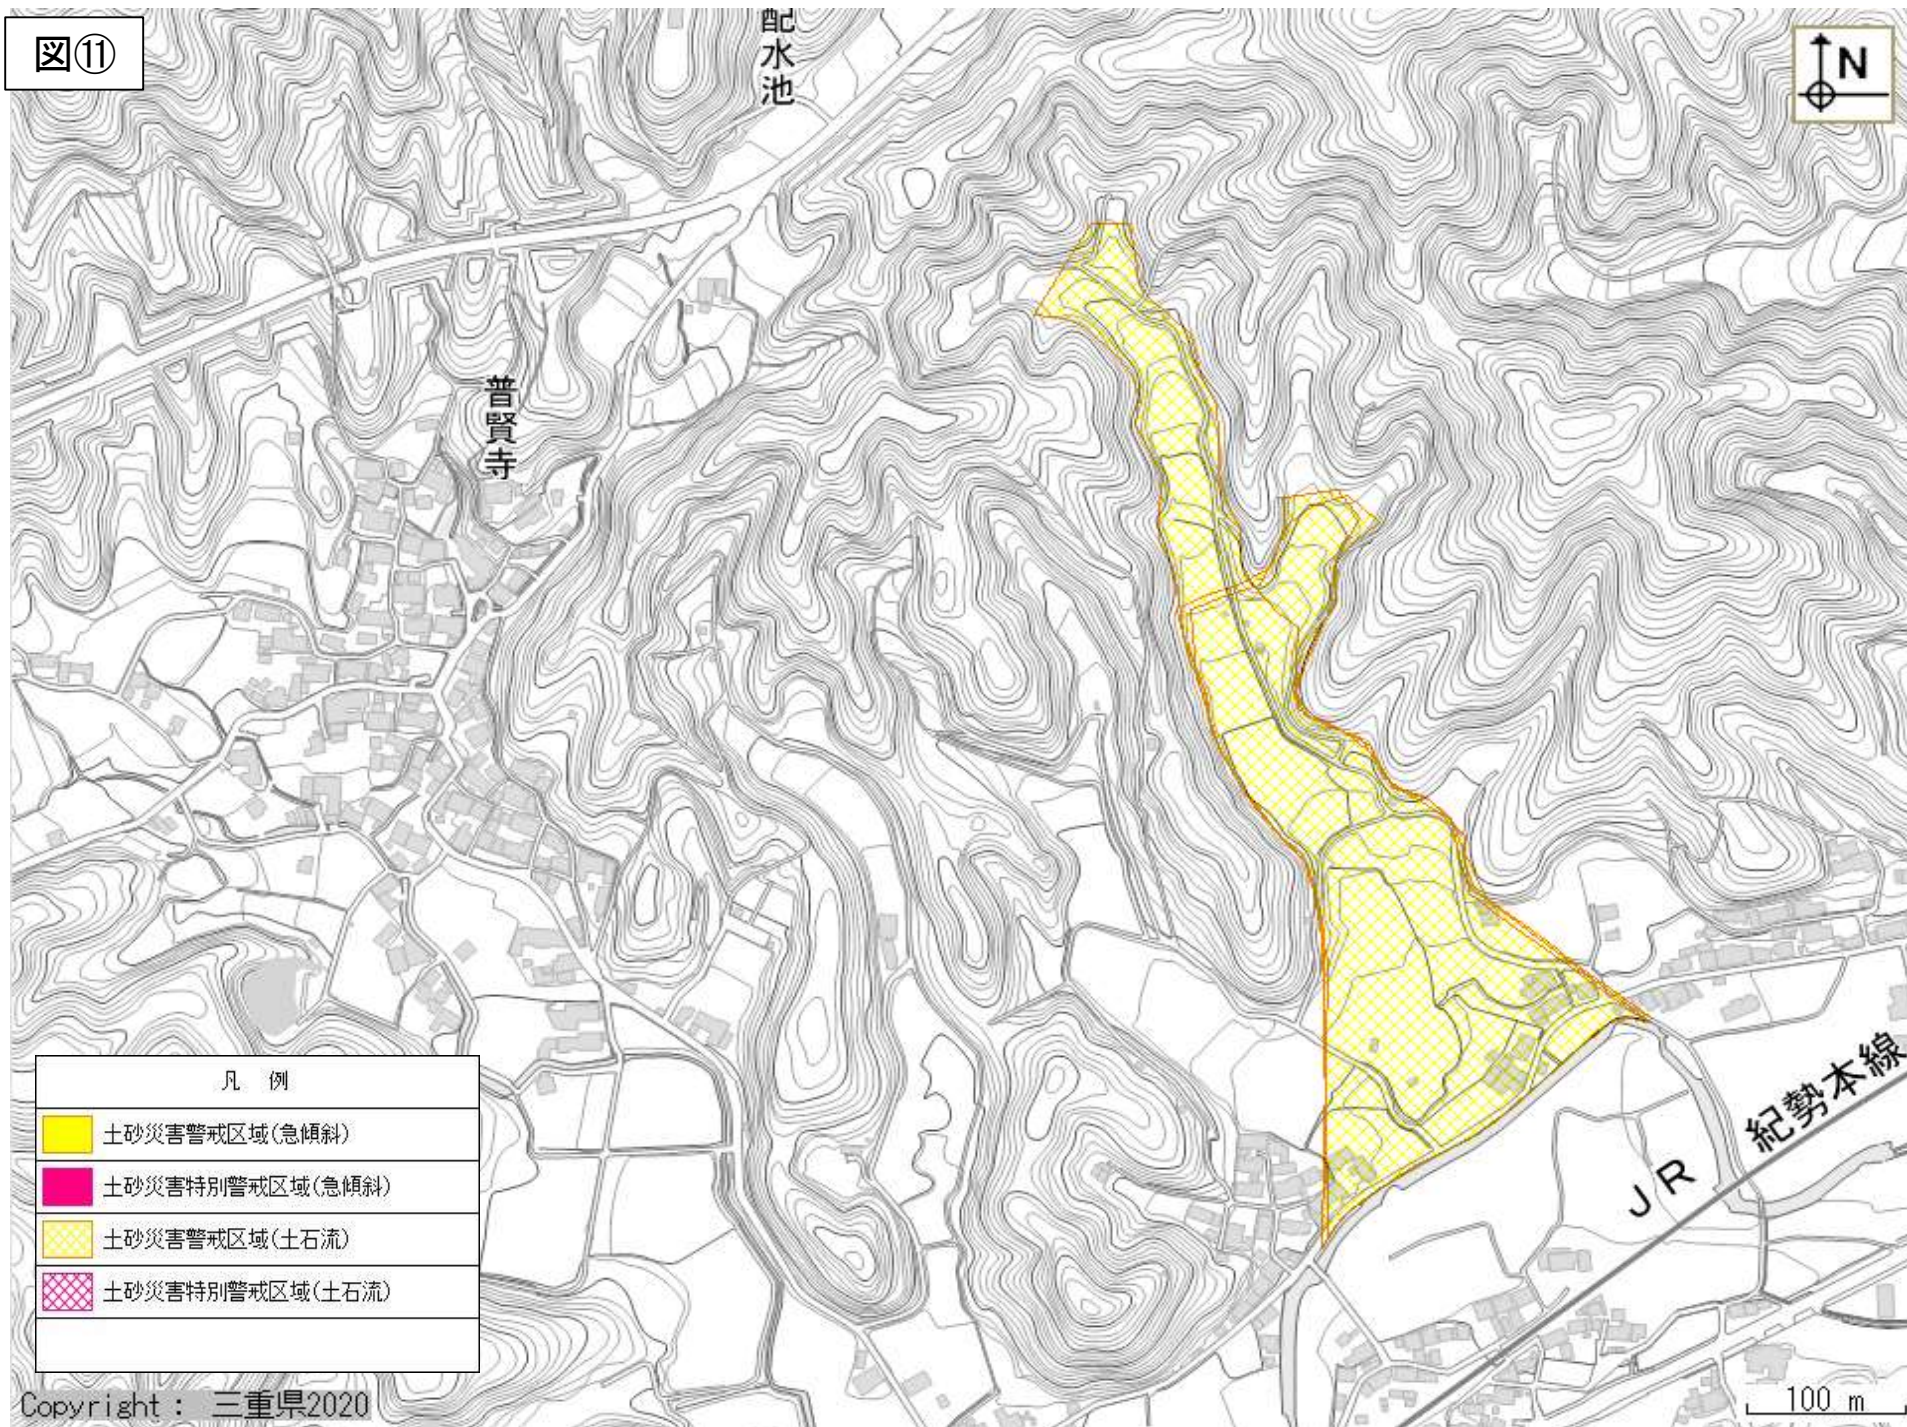 図⑪
配水池
N
普賢寺
凡 例
土砂災害警戒区域(急傾斜)
土砂災害特別警戒区域(急傾斜)
土砂災害警戒区域(土石流)
土砂災害特別警戒区域(土石流)
JR 紀勢本線
Copyright : 三重県2020
100 m